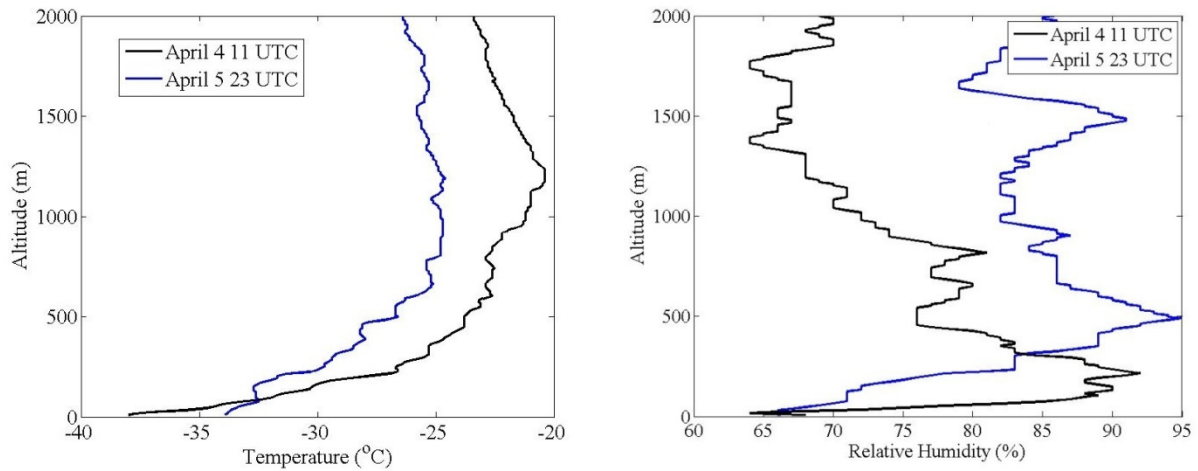 2000
1500
1000
500
0
Altitude (m)
April 4 11 UTC
April 5 23 UTC
-40
-35
-30
-25
-20
Temperature (°C)
2000
1500
1000
500
0
Altitude (m)
April 4 11 UTC
April 5 23 UTC
60
65
70
75
80
85
90
95
Relative Humidity (%)